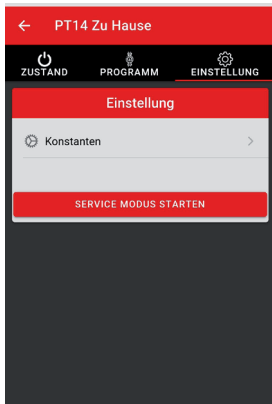 PT14 Zu Hause
ZUSTAND
PROGRAMM
EINSTELLUNG
Einstellung
Konstanten
SERVICE MODUS STARTEN